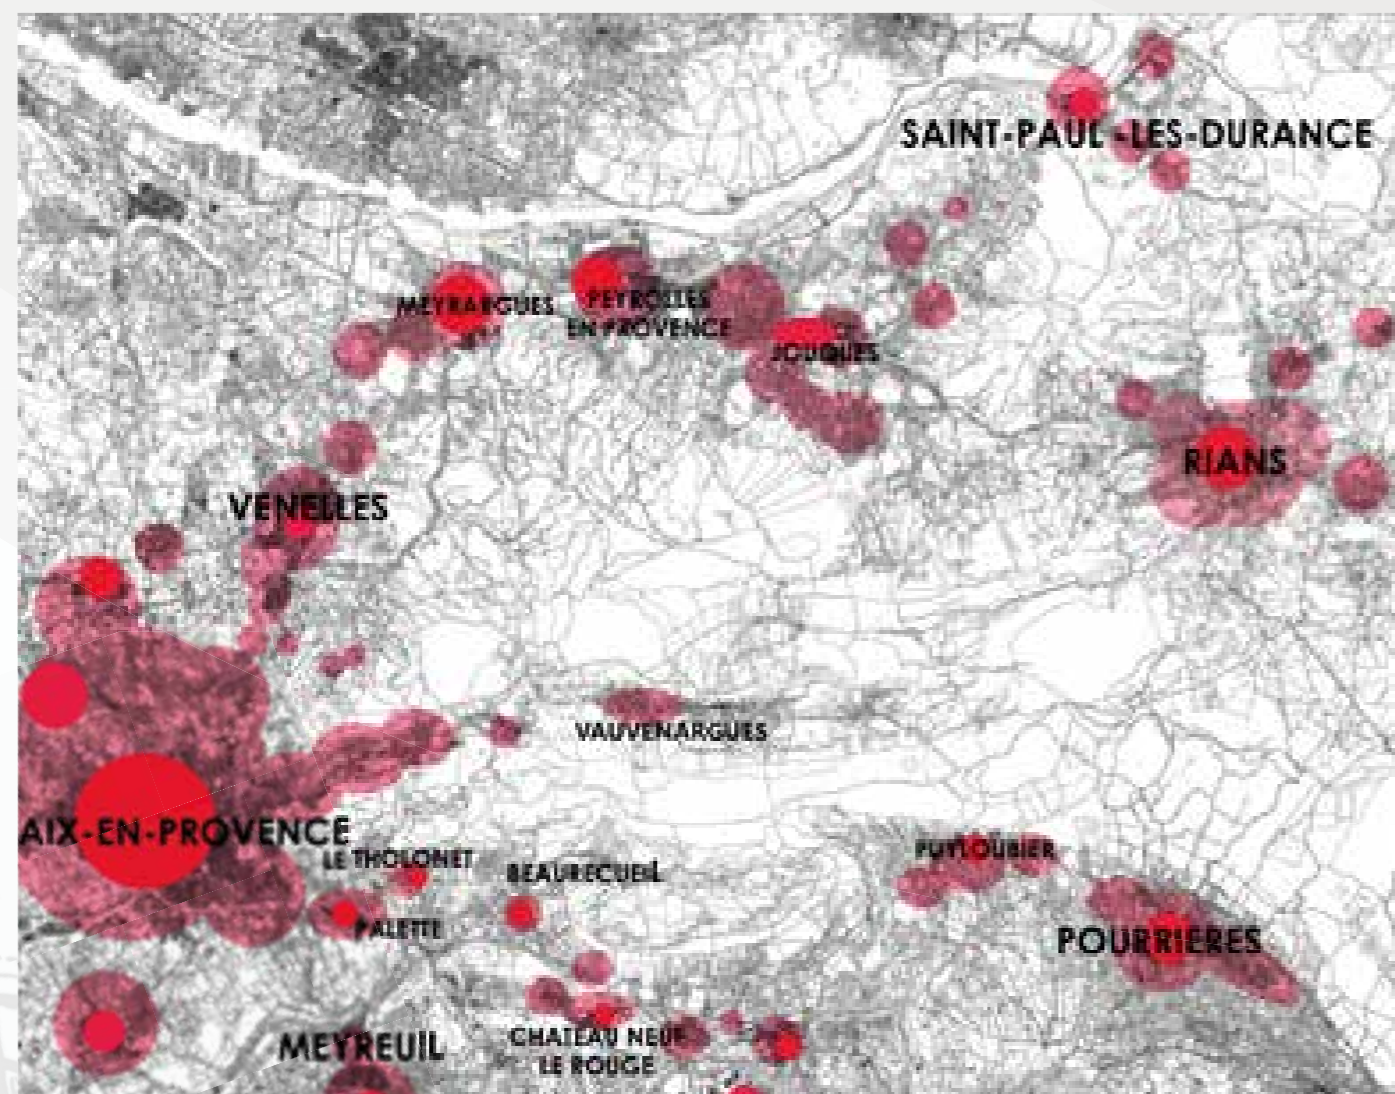 SAINT-PAUL -LES-DURANCE
MEYRARGUES
PEYROLLES
EN PROVENCE
JOUQUES
RIANS
VENELLES
VAUVENARGUES
AIX-EN-PROVENCE
LE THOLONET
BEAURECUEIL
PUYLOUBIER
PALETTE
POURRIERES
MEYREUIL
CHATEAU NEUF
LE ROUGE